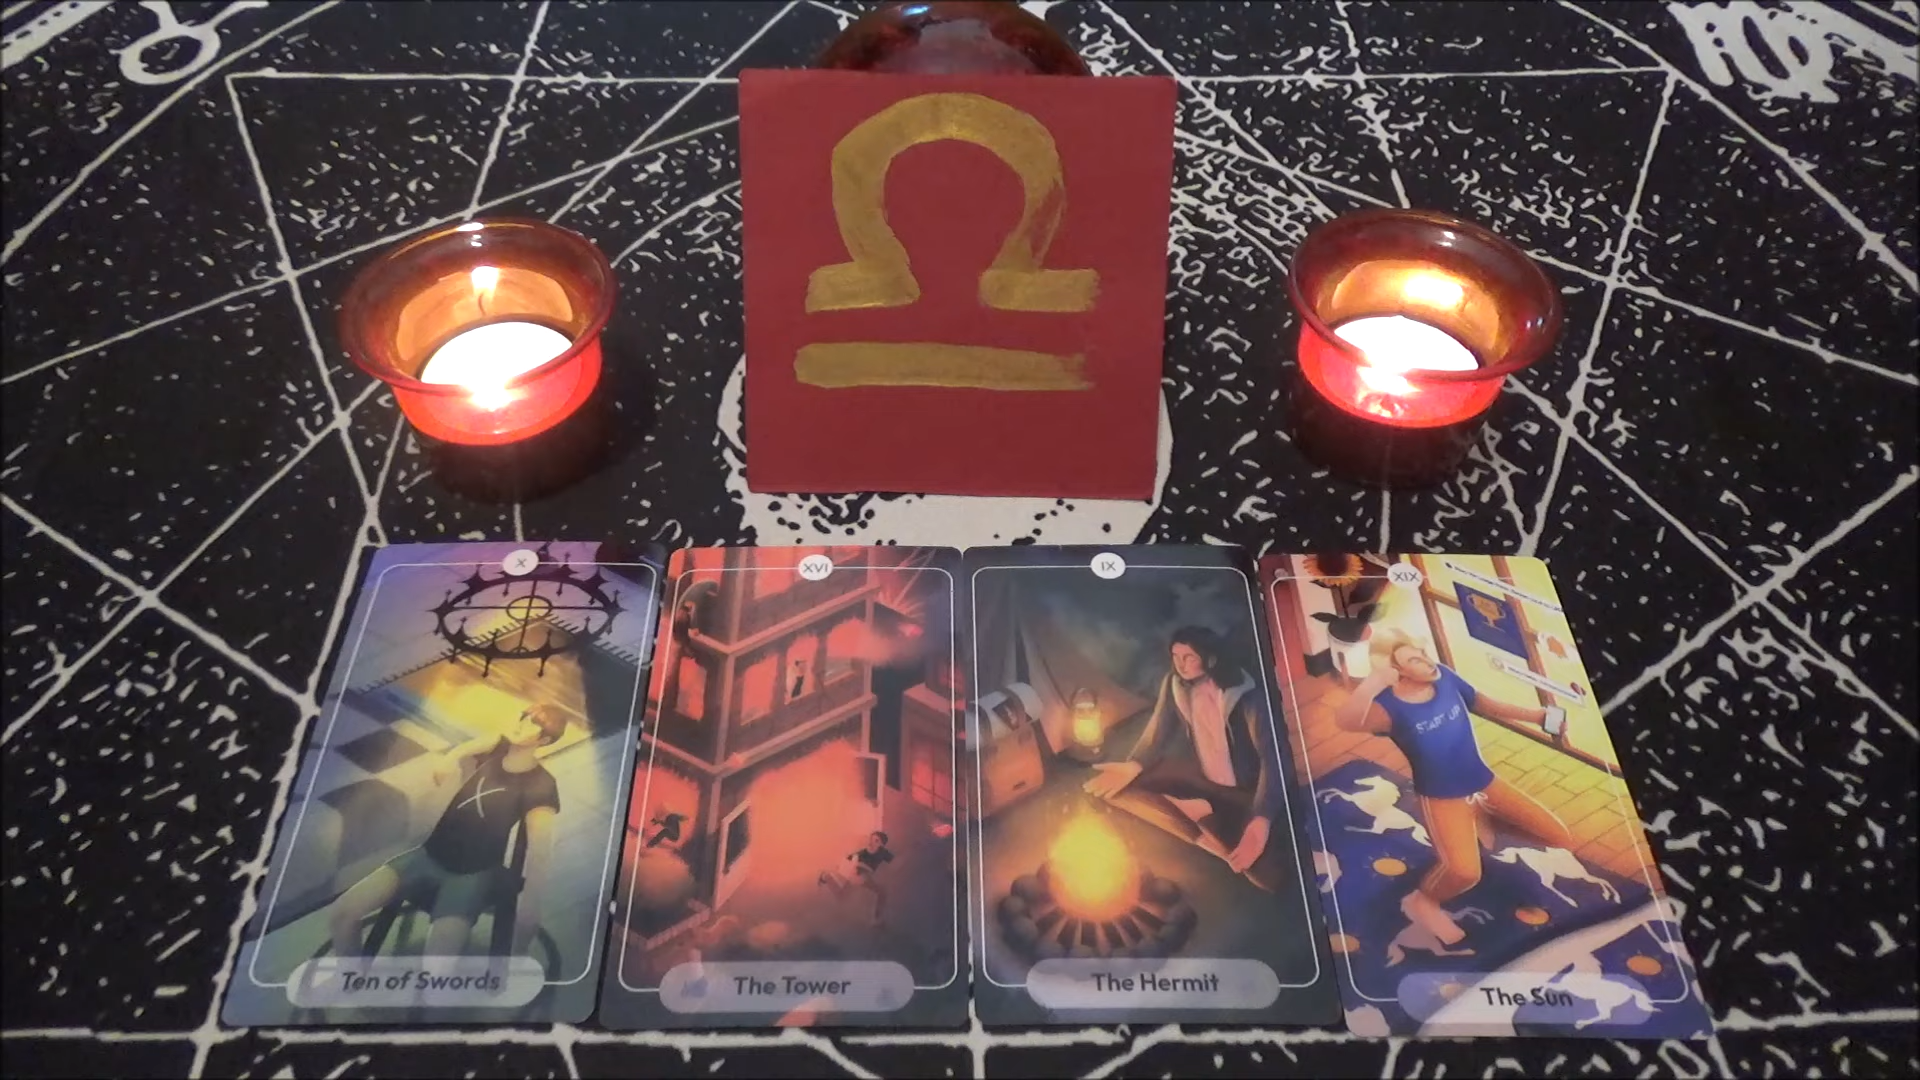 X
XVI
IX
XIX
START UP
Ten of Swords
The Tower
The Hermit
The Sun